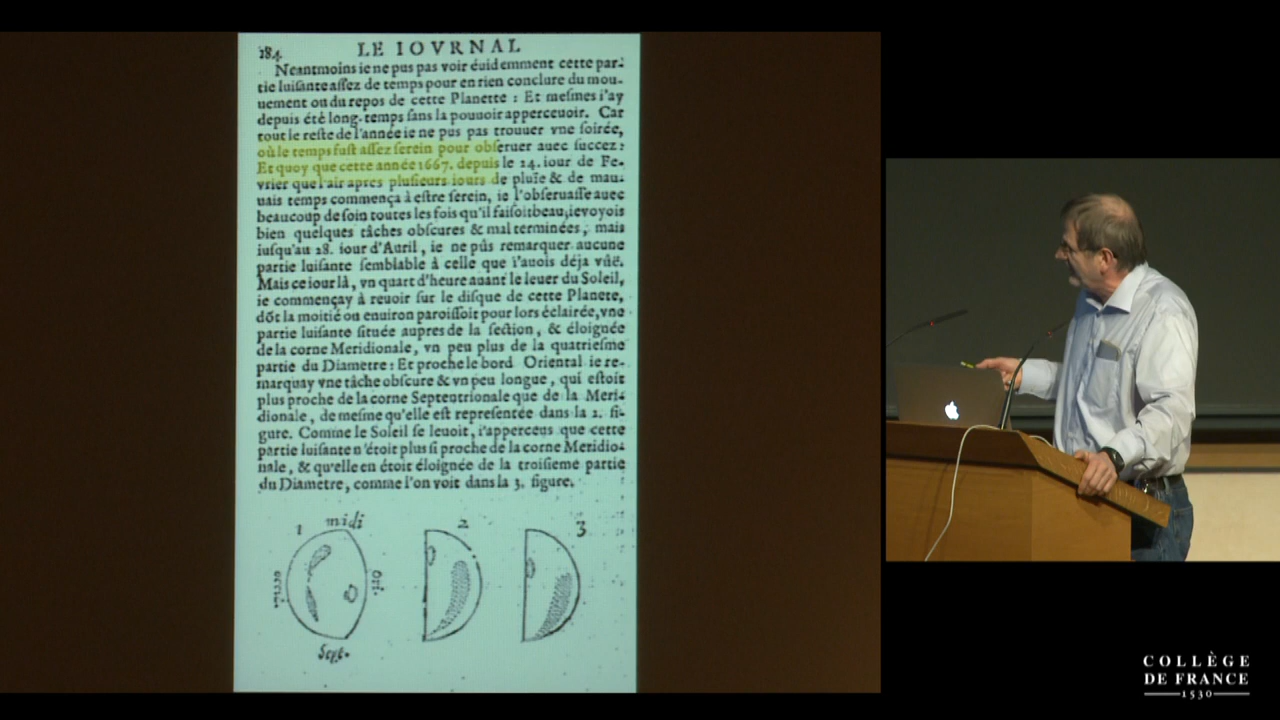 184.
LE IOVRNAL
Neantmoins ie ne pus pas voir éuidemment cette par-
tie luisante assez de temps pour en rien conclure du mou-
uement ou du repos de cette Planette : Et mesmes i'ay
depuis été long-temps sans la pouuoir apperceuoir. Car
tout le reste de l'année ie ne pus pas trouuer vne soirée,
où le temps fust assez serein pour obseruer auec succez :
Et quoy que cette année 1667. depuis le 24. iour de Fe-
vrier que l'air apres plusieurs iours de pluïe & de mau-
uais temps commença à estre serein, ie l'obseruasse auec
beaucoup de soin toutes les fois qu'il faisoit beau, ie voyois
bien quelques tâches obscures & mal terminées, mais
iusqu'au 28. iour d'Auril, ie ne pûs remarquer aucune
partie luisante semblable à celle que i'auois déja vûë.
Mais ce iour là, vn quart d'heure auant le leuer du Soleil,
ie commençay à reuoir sur le disque de cette Planete,
dõt la moitié ou enuiron paroissoit pour lors éclairée, vne
partie luisante située aupres de la section, & éloignée
de la corne Meridionale, vn peu plus de la quatriesme
partie du Diametre : Et proche le bord Oriental ie re-
marquay vne tâche obscure & vn peu longue, qui estoit
plus proche de la corne Septentrionale que de la Meri-
dionale, de mesme qu'elle est representée dans la 2. fi-
gure. Comme le Soleil se leuoit, i'apperceus que cette
partie luisante n'étoit plus si proche de la corne Meridio-
nale, & qu'elle en étoit éloignée de la troisieme partie
du Diametre, comme l'on voit dans la 3. figure.
1 midi 2 3
Ori.
Sept.
COLLÈGE
DE FRANCE
1530